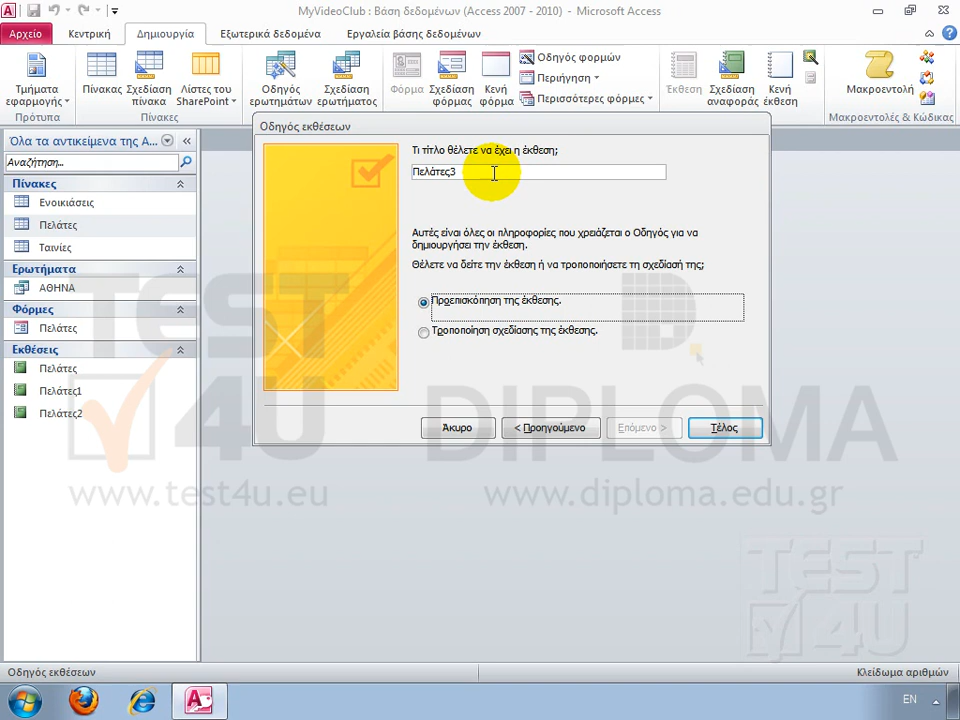 MyVideoClub : Βάση δεδομένων (Access 2007 - 2010) - Microsoft Access
Αρχείο Κεντρική Δημιουργία Εξωτερικά δεδομένα Εργαλεία βάσης δεδομένων
Τμήματα εφαρμογής
Πρότυπα
Πίνακας
Σχεδίαση πίνακα
Λίστες του SharePoint
Πίνακες
Οδηγός ερωτημάτων
Σχεδίαση ερωτήματος
Φόρμα
Σχεδίαση φόρμας
Κενή φόρμα
Οδηγός φορμών
Περιήγηση
Περισσότερες φόρμες
Έκθεση
Σχεδίαση αναφοράς
Κενή έκθεση
Μακροεντολή
Μακροεντολές & Κώδικας
Όλα τα αντικείμενα της A...
Αναζήτηση...
Πίνακες
Ενοικιάσεις
Πελάτες
Ταινίες
Ερωτήματα
ΑΘΗΝΑ
Φόρμες
Πελάτες
Εκθέσεις
Πελάτες
Πελάτες1
Πελάτες2
Οδηγός εκθέσεων
Τι τίτλο θέλετε να έχει η έκθεση;
Πελάτες3
Αυτές είναι όλες οι πληροφορίες που χρειάζεται ο Οδηγός για να
δημιουργήσει την έκθεση.
Θέλετε να δείτε την έκθεση ή να τροποποιήσετε τη σχεδίασή της;
Προεπισκόπηση της έκθεσης.
Τροποποίηση σχεδίασης της έκθεσης.
Άκυρο < Προηγούμενο Επόμενο > Τέλος
TEST 4U
www.test4u.eu
D.
DIPLOMA
www.diploma.edu.gr
TEST 4U
Οδηγός εκθέσεων
Κλείδωμα αριθμών
EN